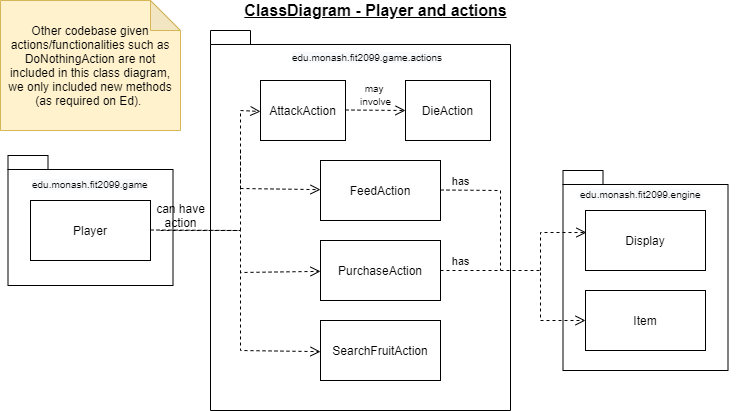 ClassDiagram - Player and actions
Other codebase given
actions/functionalities such as
DoNothingAction are not
included in this class diagram,
we only included new methods
(as required on Ed).
edu.monash.fit2099.game
Player
can have
action
edu.monash.fit2099.game.actions
AttackAction
may
involve
DieAction
FeedAction
has
PurchaseAction
has
SearchFruitAction
edu.monash.fit2099.engine
Display
Item